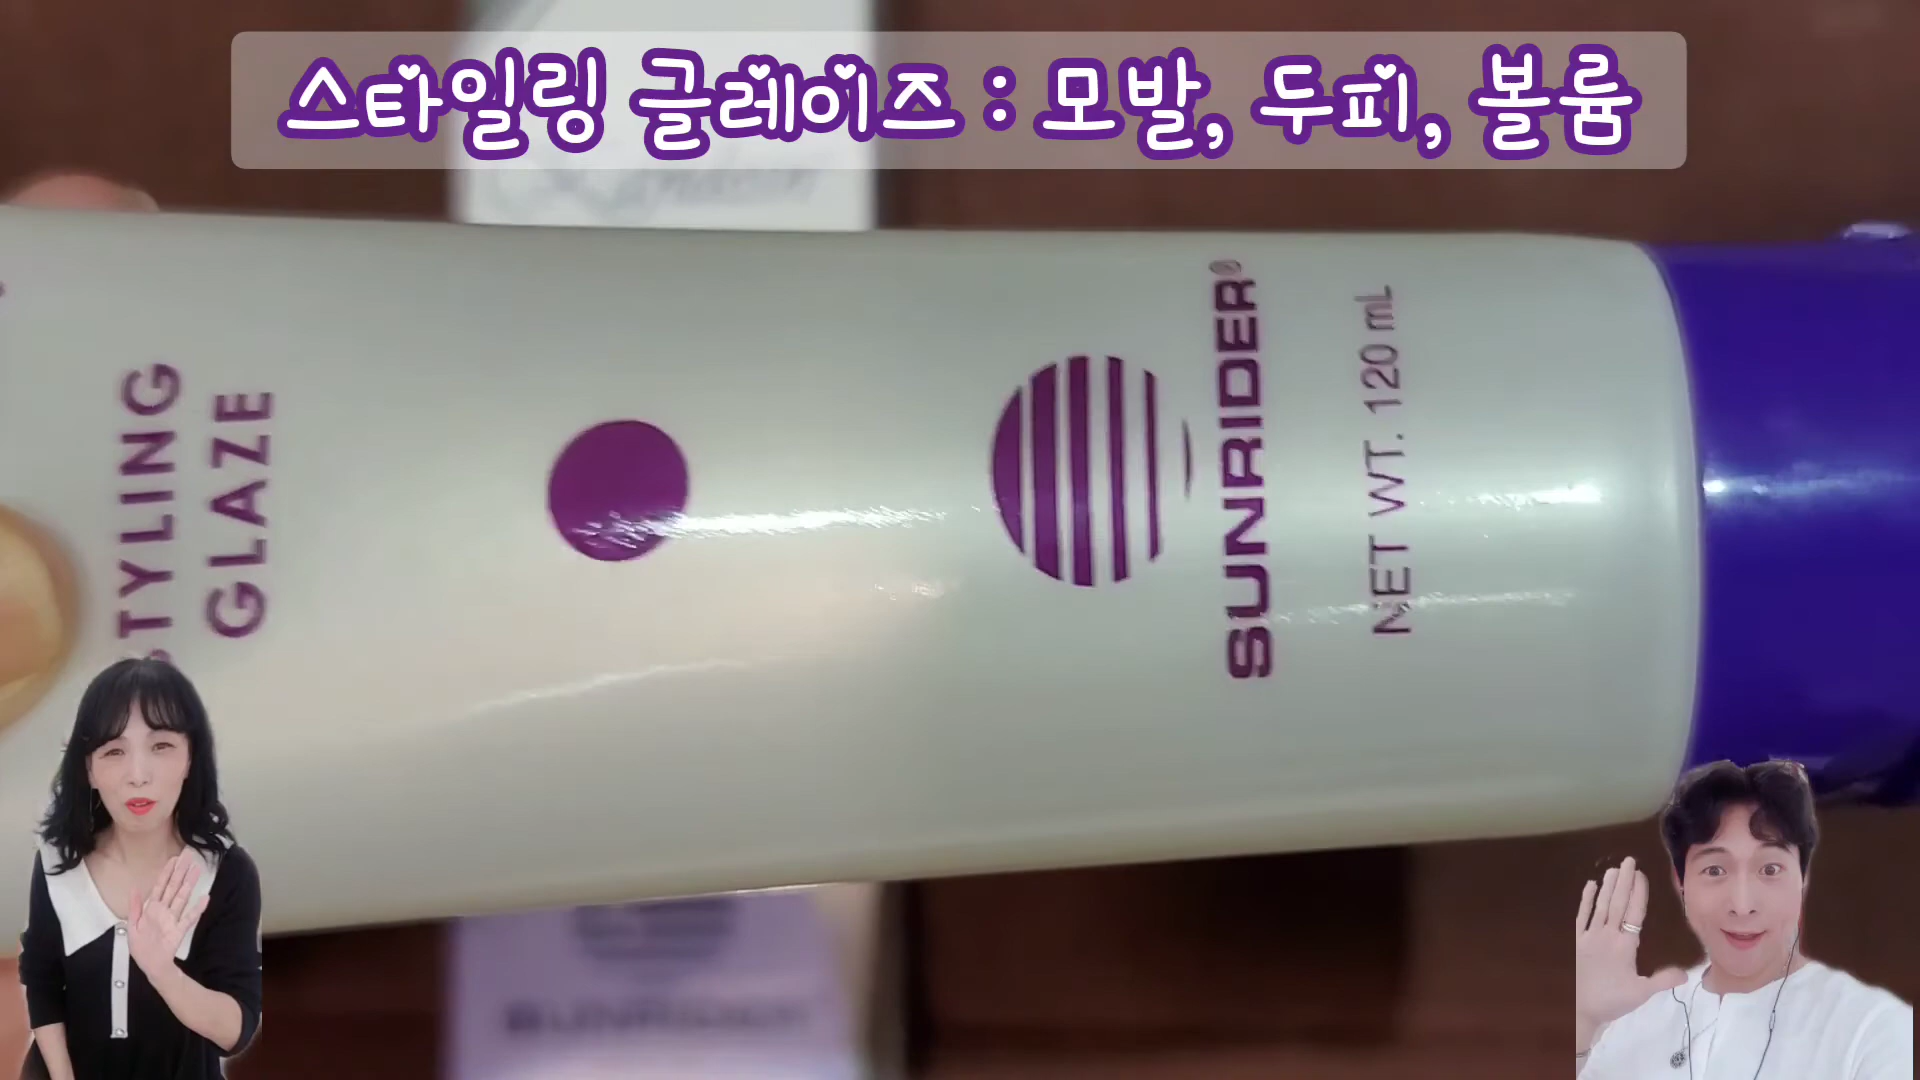 스타일링 글레이즈 : 모발, 두피, 볼륨
STYLING
GLAZE
SUNRIDER®
NET WT. 120 mL
SUNRIDER